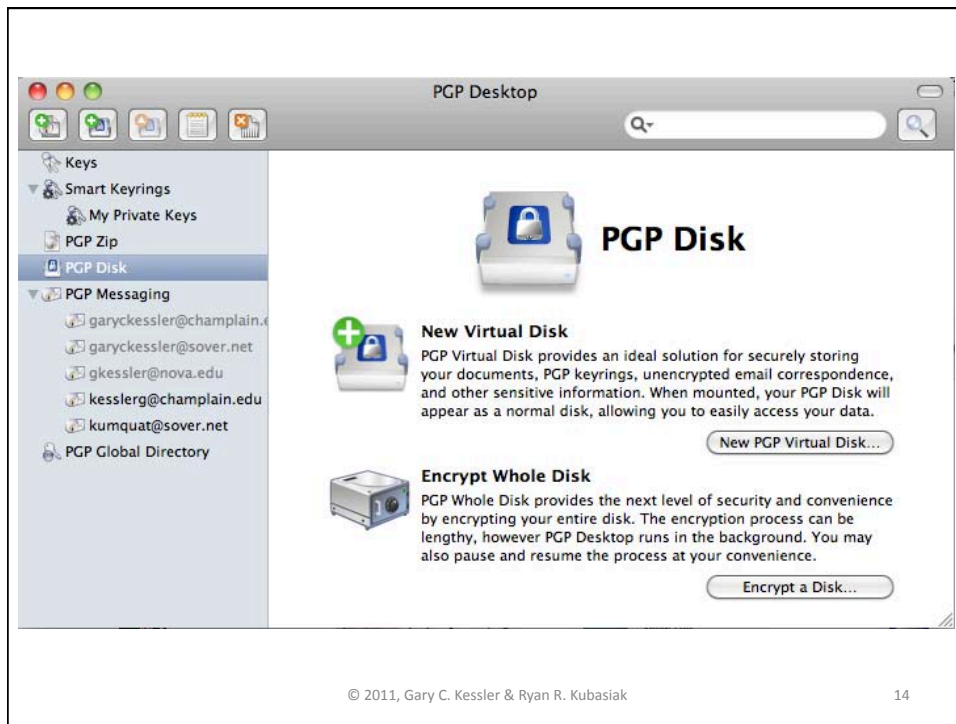 PGP Desktop
Keys
Smart Keyrings
My Private Keys
PGP Zip
PGP Disk
PGP Messaging
garyckessler@champlain.e
garyckessler@sover.net
gkessler@nova.edu
kesslerg@champlain.edu
kumquat@sover.net
PGP Global Directory
PGP Disk
New Virtual Disk
PGP Virtual Disk provides an ideal solution for securely storing
your documents, PGP keyrings, unencrypted email correspondence,
and other sensitive information. When mounted, your PGP Disk will
appear as a normal disk, allowing you to easily access your data.
New PGP Virtual Disk...
Encrypt Whole Disk
PGP Whole Disk provides the next level of security and convenience
by encrypting your entire disk. The encryption process can be
lengthy, however PGP Desktop runs in the background. You may
also pause and resume the process at your convenience.
Encrypt a Disk...
© 2011, Gary C. Kessler & Ryan R. Kubasiak
14